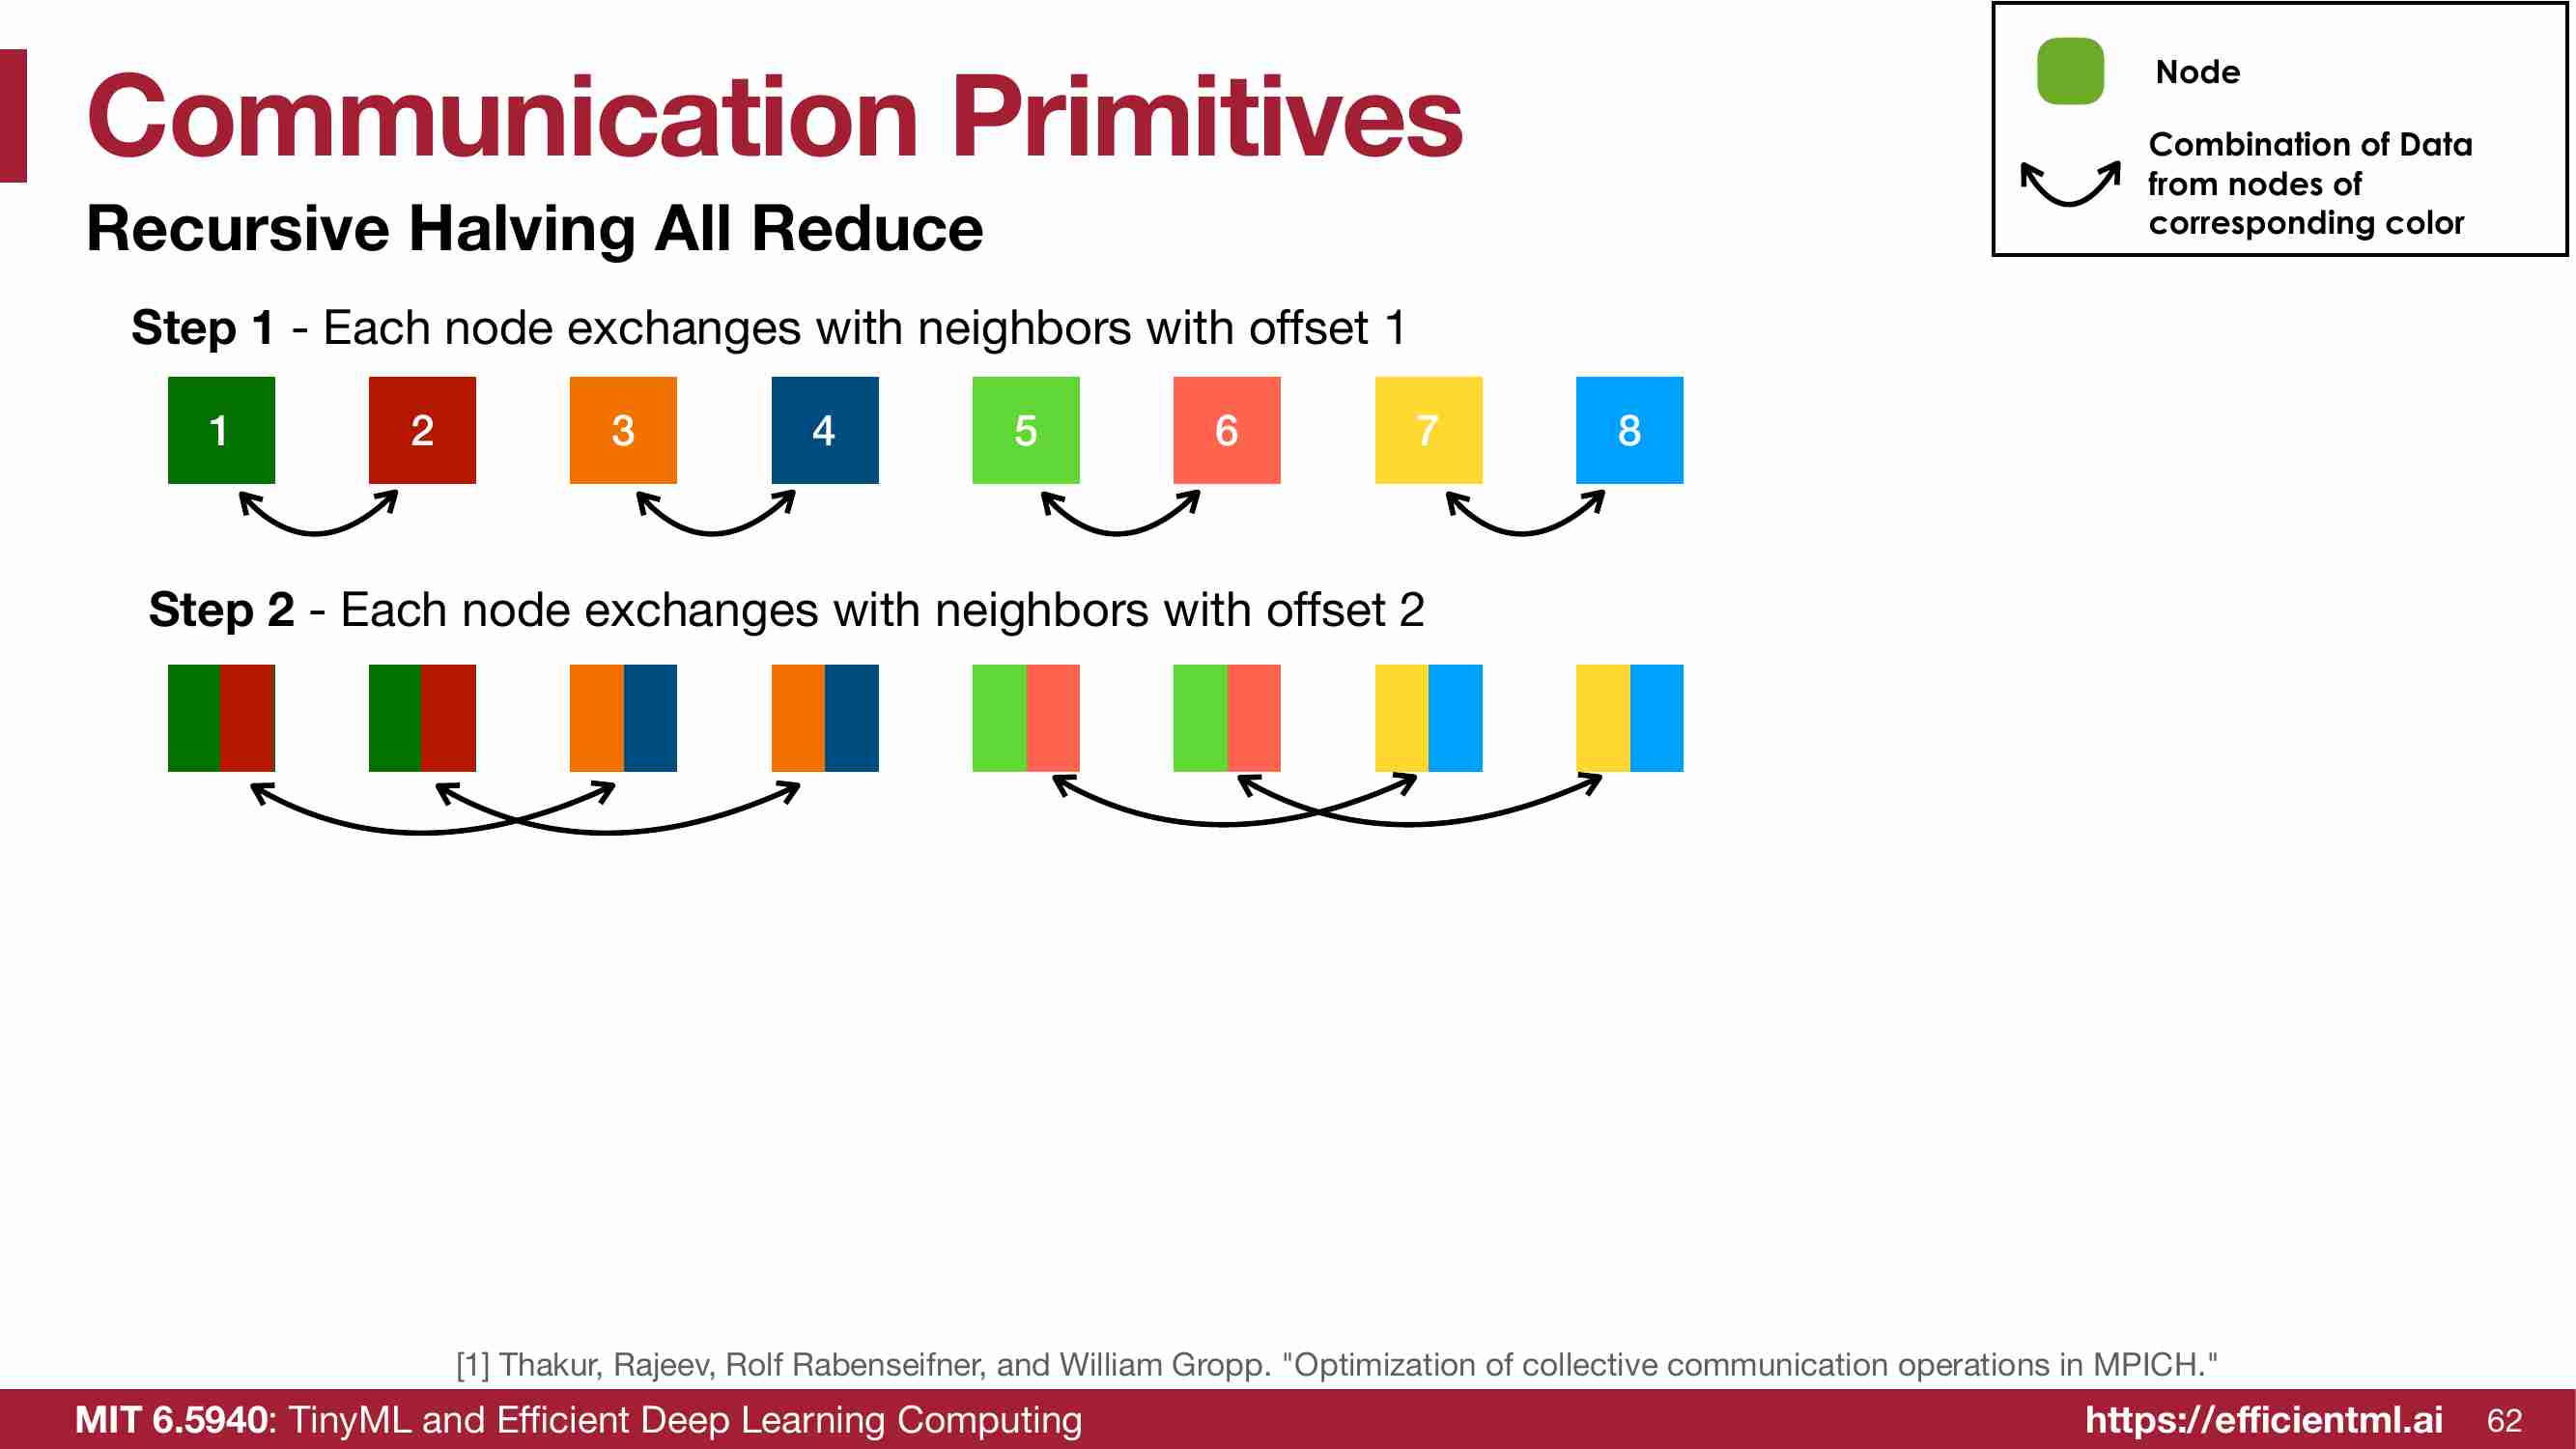 Communication Primitives
Recursive Halving All Reduce
Node
Combination of Data
from nodes of
corresponding color
Step 1 - Each node exchanges with neighbors with offset 1
1 2 3 4 5 6 7 8
Step 2 - Each node exchanges with neighbors with offset 2
[1] Thakur, Rajeev, Rolf Rabenseifner, and William Gropp. "Optimization of collective communication operations in MPICH."
MIT 6.5940: TinyML and Efficient Deep Learning Computing
https://efficientml.ai 62